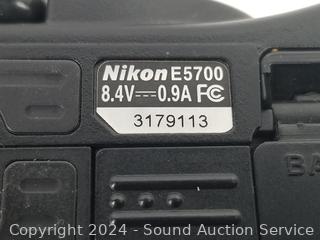 Nikon E5700
8.4V⎓0.9A FC
3179113
BA
Copyright 2024 - Sound Auction Service